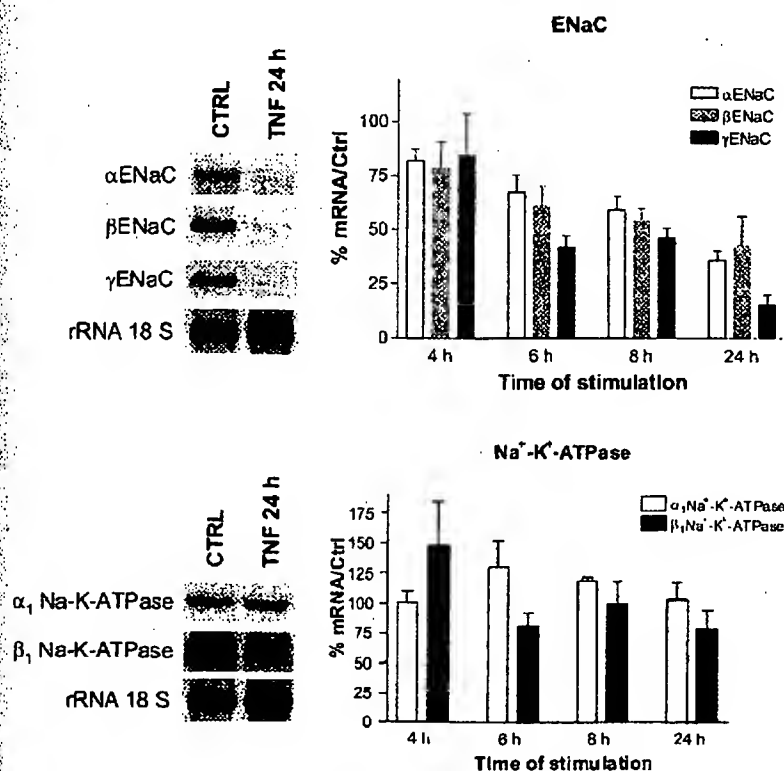 ENaC
CTRL
TNF 24 h
αENaC
βENaC
γENaC
rRNA 18 S
% mRNA/Ctrl
100
75
50
25
0
αENaC
βENaC
γENaC
4 h
6 h
8 h
24 h
Time of stimulation
Na⁺-K⁺-ATPase
CTRL
TNF 24 h
α₁ Na-K-ATPase
β₁ Na-K-ATPase
rRNA 18 S
% mRNA/Ctrl
175
150
125
100
75
50
25
0
α₁Na⁺-K⁺-ATPase
β₁Na⁺-K⁺-ATPase
4 h
6 h
8 h
24 h
Time of stimulation